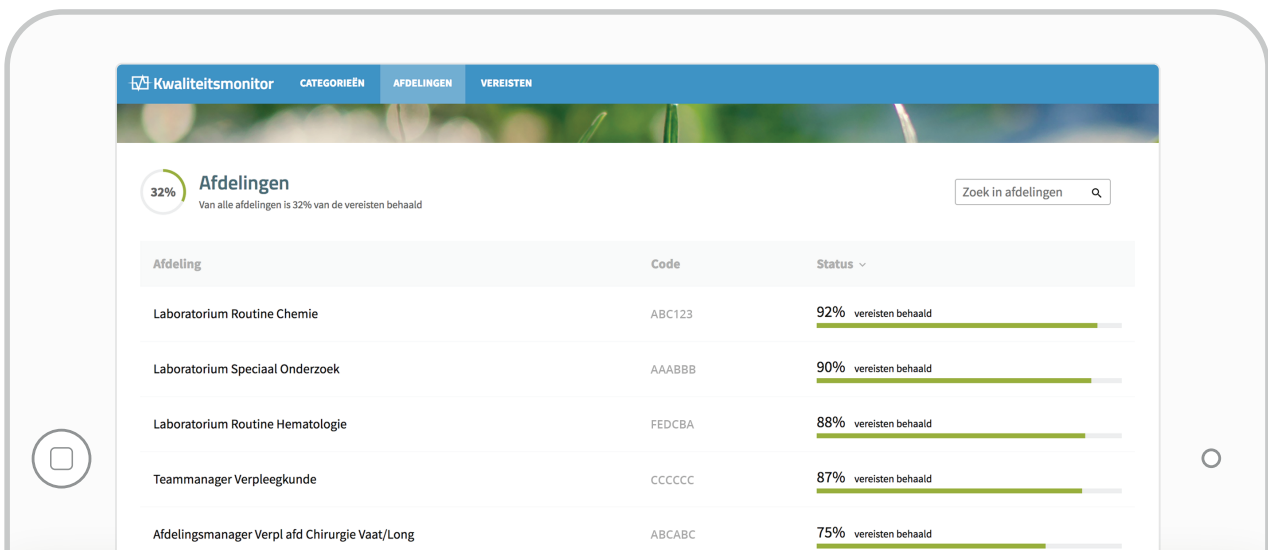 Kwaliteitsmonitor CATEGORIEËN AFDELINGEN VEREISTEN
32%
Afdelingen
Van alle afdelingen is 32% van de vereisten behaald
Zoek in afdelingen
Afdeling Code Status
Laboratorium Routine Chemie ABC123 92% vereisten behaald
Laboratorium Speciaal Onderzoek AAABBB 90% vereisten behaald
Laboratorium Routine Hematologie FEDCBA 88% vereisten behaald
Teammanager Verpleegkunde CCCCCC 87% vereisten behaald
Afdelingsmanager Verpl afd Chirurgie Vaat/Long ABCABC 75% vereisten behaald